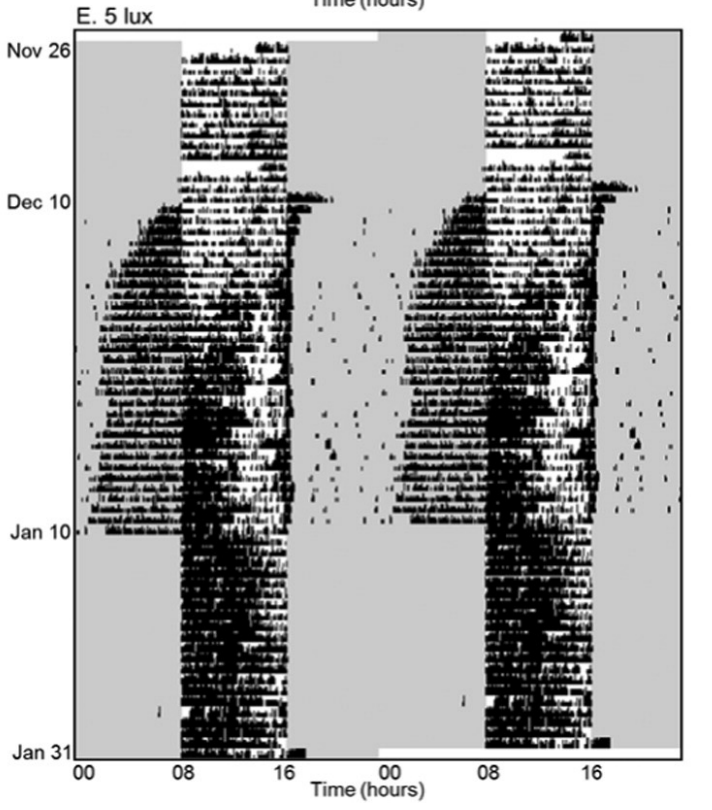 Time (hours)
E. 5 lux
Nov 26
Dec 10
Jan 10
Jan 31
00 08 16 00 08 16
Time (hours)